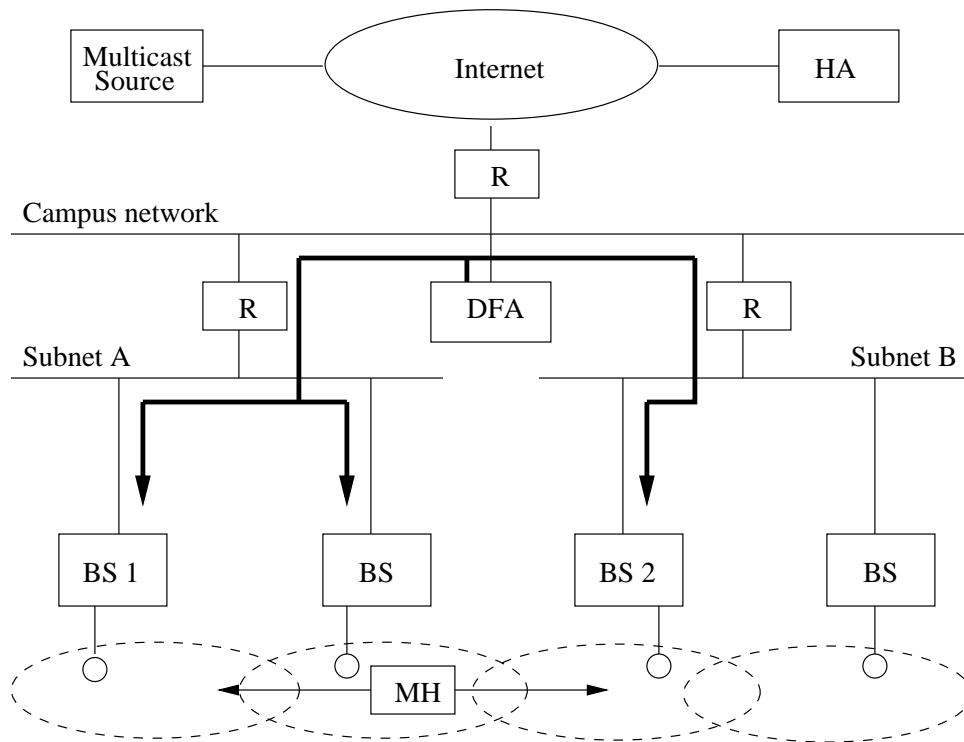 Multicast
Source
Internet
HA
R
Campus network
R
DFA
R
Subnet A
Subnet B
BS 1
BS
BS 2
BS
MH